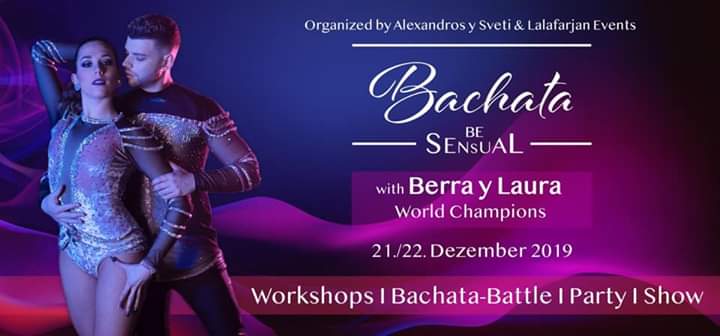 Organized by Alexandros y Sveti & Lalafarjan Events
Bachata
BE
SENsUAL
with Berra y Laura
World Champions
21./22. Dezember 2019
Workshops I Bachata-Battle I Party I Show